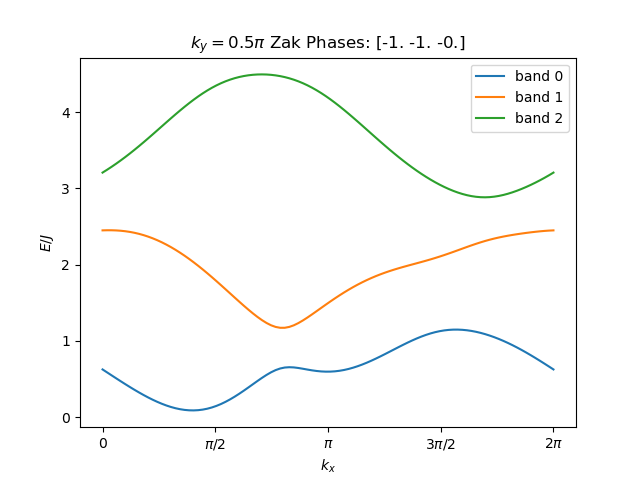 $k_y = 0.5\pi$ Zak Phases: [-1. -1. -0.]
band 0
band 1
band 2
4
3
2
1
0
E/J
0
π/2
π
3π/2
2π
$k_x$